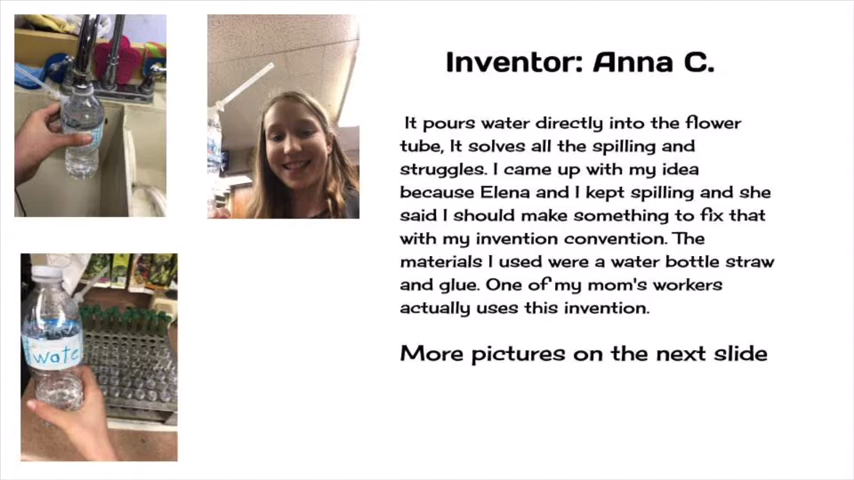 Inventor: Anna C.
It pours water directly into the flower
tube, It solves all the spilling and
struggles. I came up with my idea
because Elena and I kept spilling and she
said I should make something to fix that
with my invention convention. The
materials I used were a water bottle straw
and glue. One of my mom's workers
actually uses this invention.
More pictures on the next slide
wate